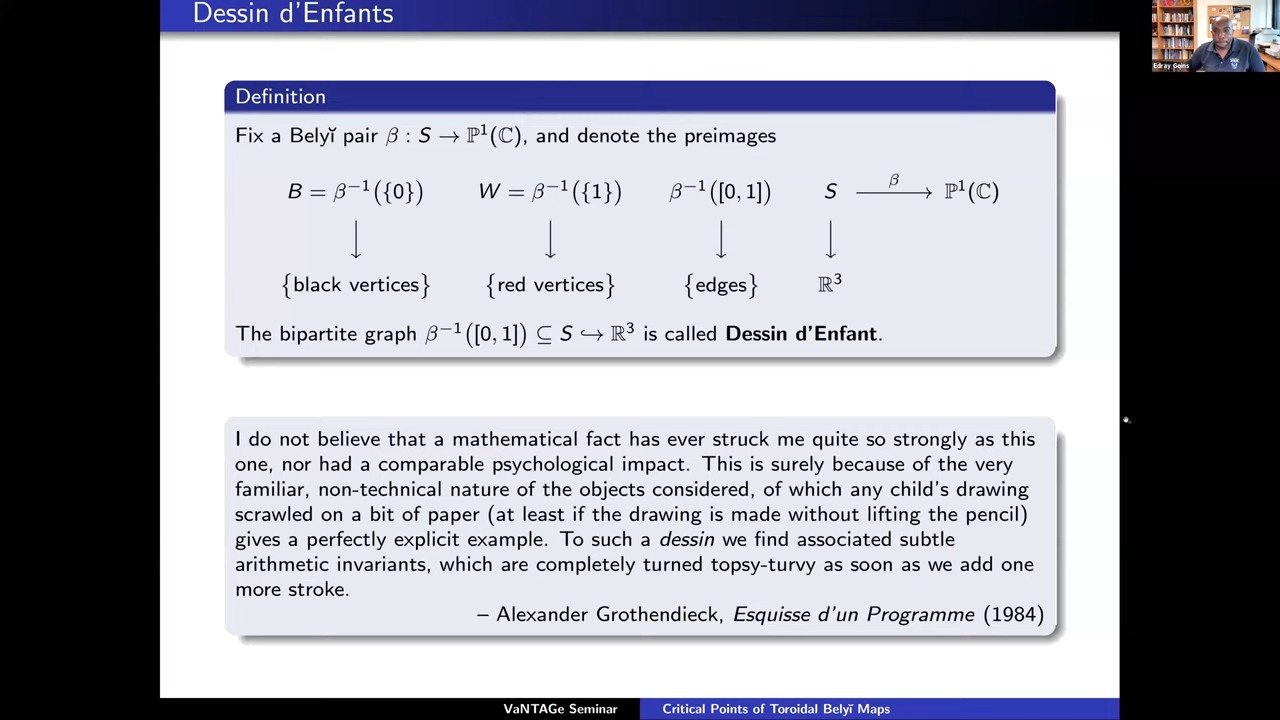 Dessin d'Enfants
Edray Goins
Definition
Fix a Belyĭ pair β : S → ℙ¹(ℂ), and denote the preimages
B = β⁻¹({0}) W = β⁻¹({1}) β⁻¹([0, 1]) S β→ ℙ¹(ℂ)
↓ ↓ ↓ ↓
{black vertices} {red vertices} {edges} ℝ³
The bipartite graph β⁻¹([0, 1]) ⊆ S ↪ ℝ³ is called Dessin d'Enfant.
I do not believe that a mathematical fact has ever struck me quite so strongly as this
one, nor had a comparable psychological impact. This is surely because of the very
familiar, non-technical nature of the objects considered, of which any child's drawing
scrawled on a bit of paper (at least if the drawing is made without lifting the pencil)
gives a perfectly explicit example. To such a dessin we find associated subtle
arithmetic invariants, which are completely turned topsy-turvy as soon as we add one
more stroke.
– Alexander Grothendieck, Esquisse d'un Programme (1984)
VaNTAGe Seminar Critical Points of Toroidal Belyĭ Maps